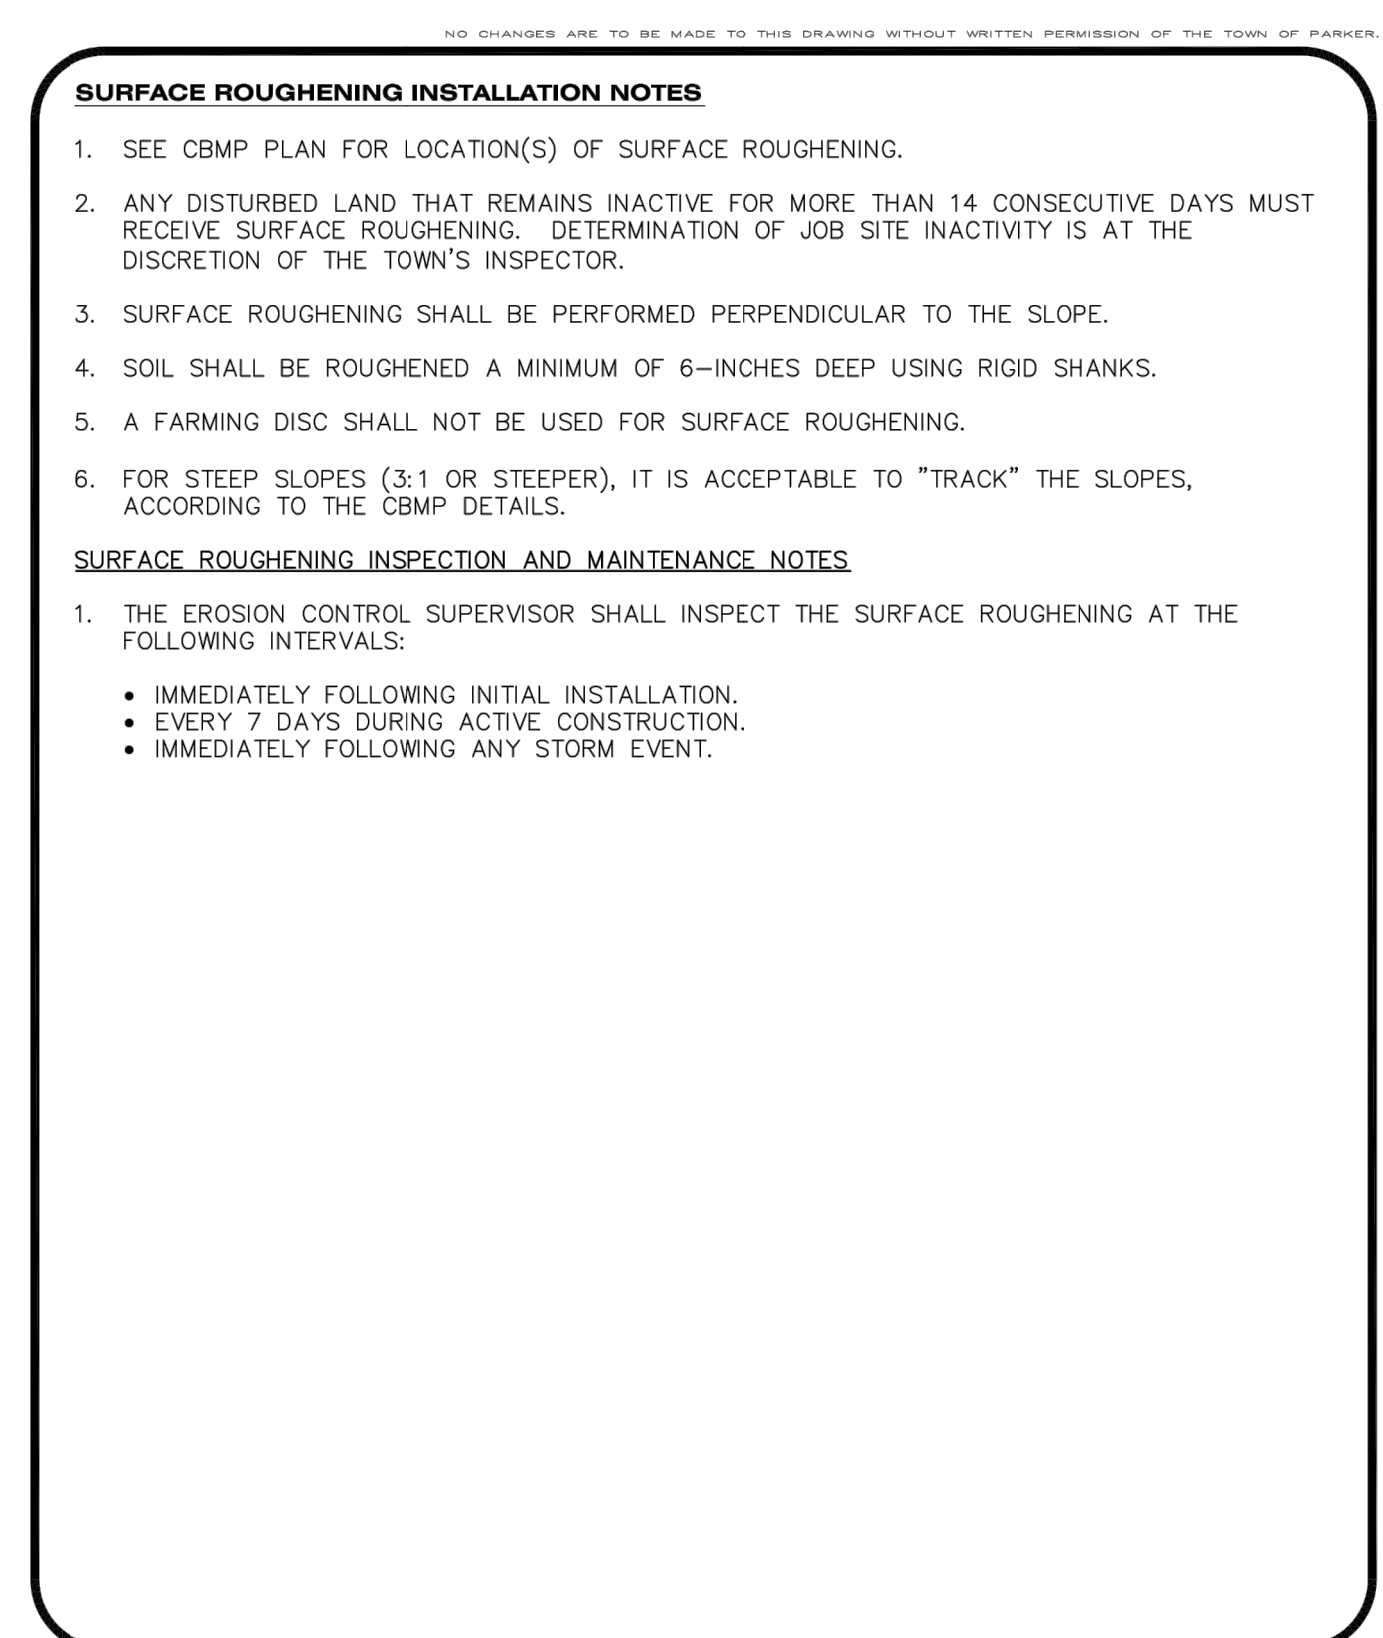 NO CHANGES ARE TO BE MADE TO THIS DRAWING WITHOUT WRITTEN PERMISSION OF THE TOWN OF PARKER.
SURFACE ROUGHENING INSTALLATION NOTES
1. SEE CBMP PLAN FOR LOCATION(S) OF SURFACE ROUGHENING.
2. ANY DISTURBED LAND THAT REMAINS INACTIVE FOR MORE THAN 14 CONSECUTIVE DAYS MUST
RECEIVE SURFACE ROUGHENING. DETERMINATION OF JOB SITE INACTIVITY IS AT THE
DISCRETION OF THE TOWN'S INSPECTOR.
3. SURFACE ROUGHENING SHALL BE PERFORMED PERPENDICULAR TO THE SLOPE.
4. SOIL SHALL BE ROUGHENED A MINIMUM OF 6-INCHES DEEP USING RIGID SHANKS.
5. A FARMING DISC SHALL NOT BE USED FOR SURFACE ROUGHENING.
6. FOR STEEP SLOPES (3:1 OR STEEPER), IT IS ACCEPTABLE TO "TRACK" THE SLOPES,
ACCORDING TO THE CBMP DETAILS.
SURFACE ROUGHENING INSPECTION AND MAINTENANCE NOTES
1. THE EROSION CONTROL SUPERVISOR SHALL INSPECT THE SURFACE ROUGHENING AT THE
FOLLOWING INTERVALS:
• IMMEDIATELY FOLLOWING INITIAL INSTALLATION.
• EVERY 7 DAYS DURING ACTIVE CONSTRUCTION.
• IMMEDIATELY FOLLOWING ANY STORM EVENT.